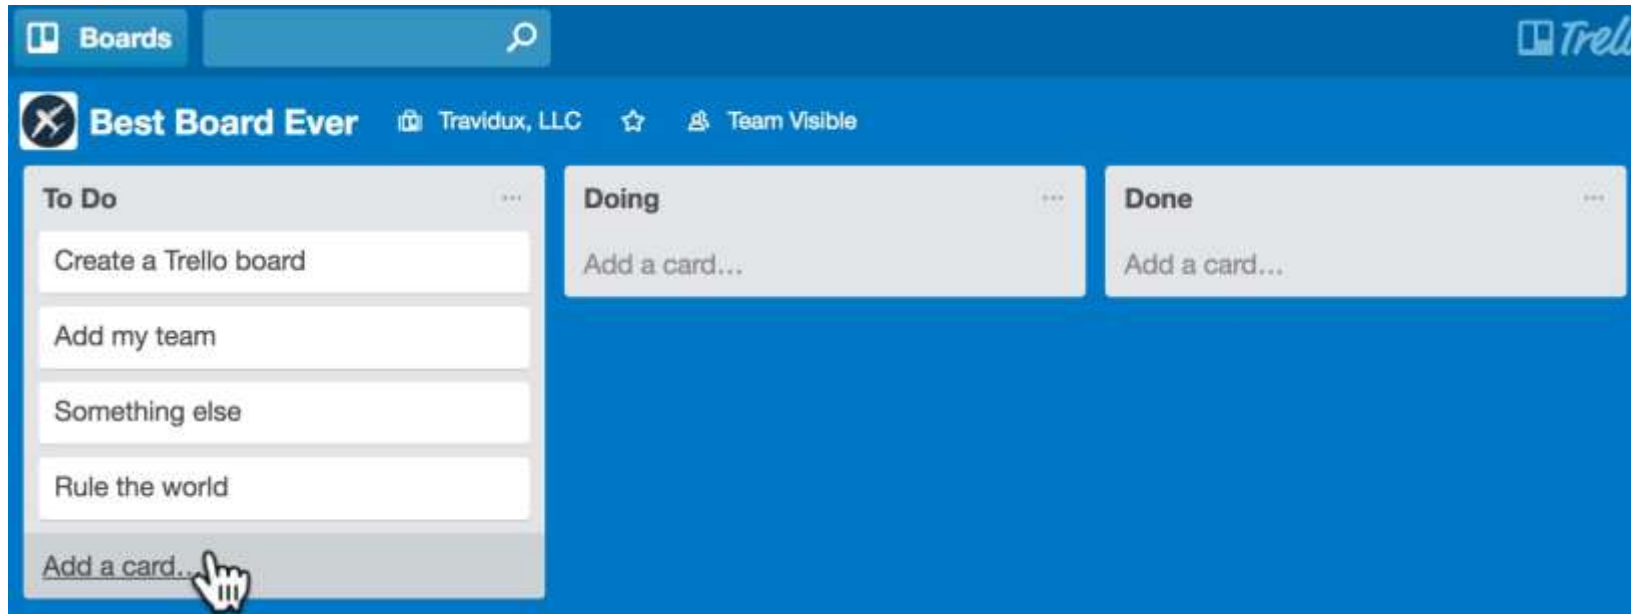 Boards
Best Board Ever Travidux, LLC Team Visible
To Do
Create a Trello board
Add my team
Something else
Rule the world
Add a card...
Doing
Add a card...
Done
Add a card...